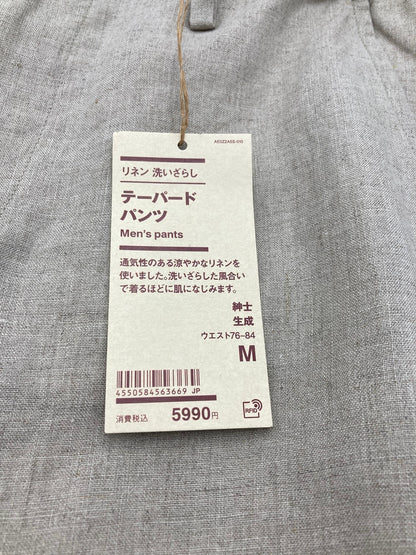 リネン 洗いざらし
テーパード
パンツ
Men's pants
通気性のある涼やかなリネンを
使いました。洗いざらした風合い
で着るほどに肌になじみます。
紳士
生成
ウエスト76-84
M
4550584563669 JP
消費税込 5990円
RFID